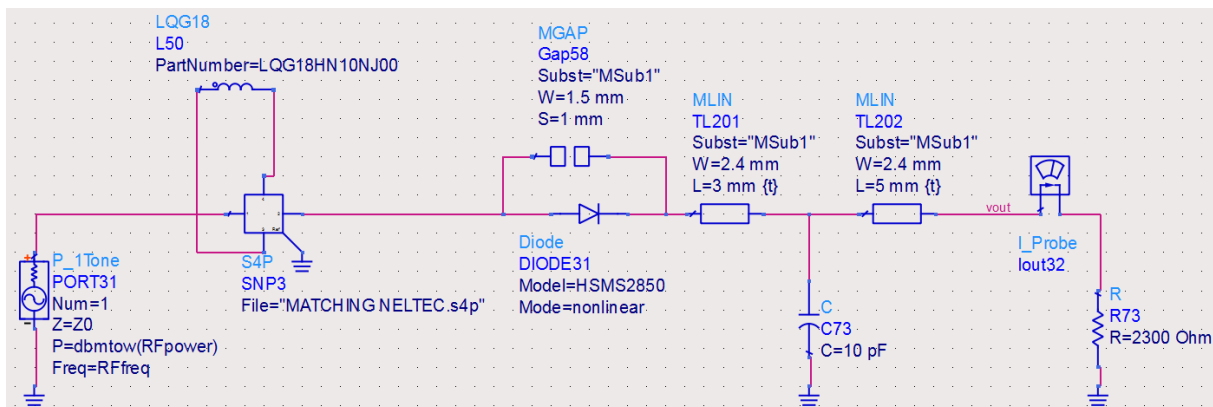 LQG18
L50
PartNumber=LQG18HN10NJ00
MGAP
Gap58
Subst="MSub1"
W=1.5 mm
S=1 mm
MLIN
TL201
Subst="MSub1"
W=2.4 mm
L=3 mm {t}
MLIN
TL202
Subst="MSub1"
W=2.4 mm
L=5 mm {t}
vout
P_1Tone
PORT31
Num=1
Z=Z0
P=dbmtow(RFpower)
Freq=RFfreq
Ref
S4P
SNP3
File="MATCHING NELTEC.s4p"
Diode
DIODE31
Model=HSMS2850
Mode=nonlinear
C
C73
C=10 pF
I_Probe
Iout32
R
R73
R=2300 Ohm